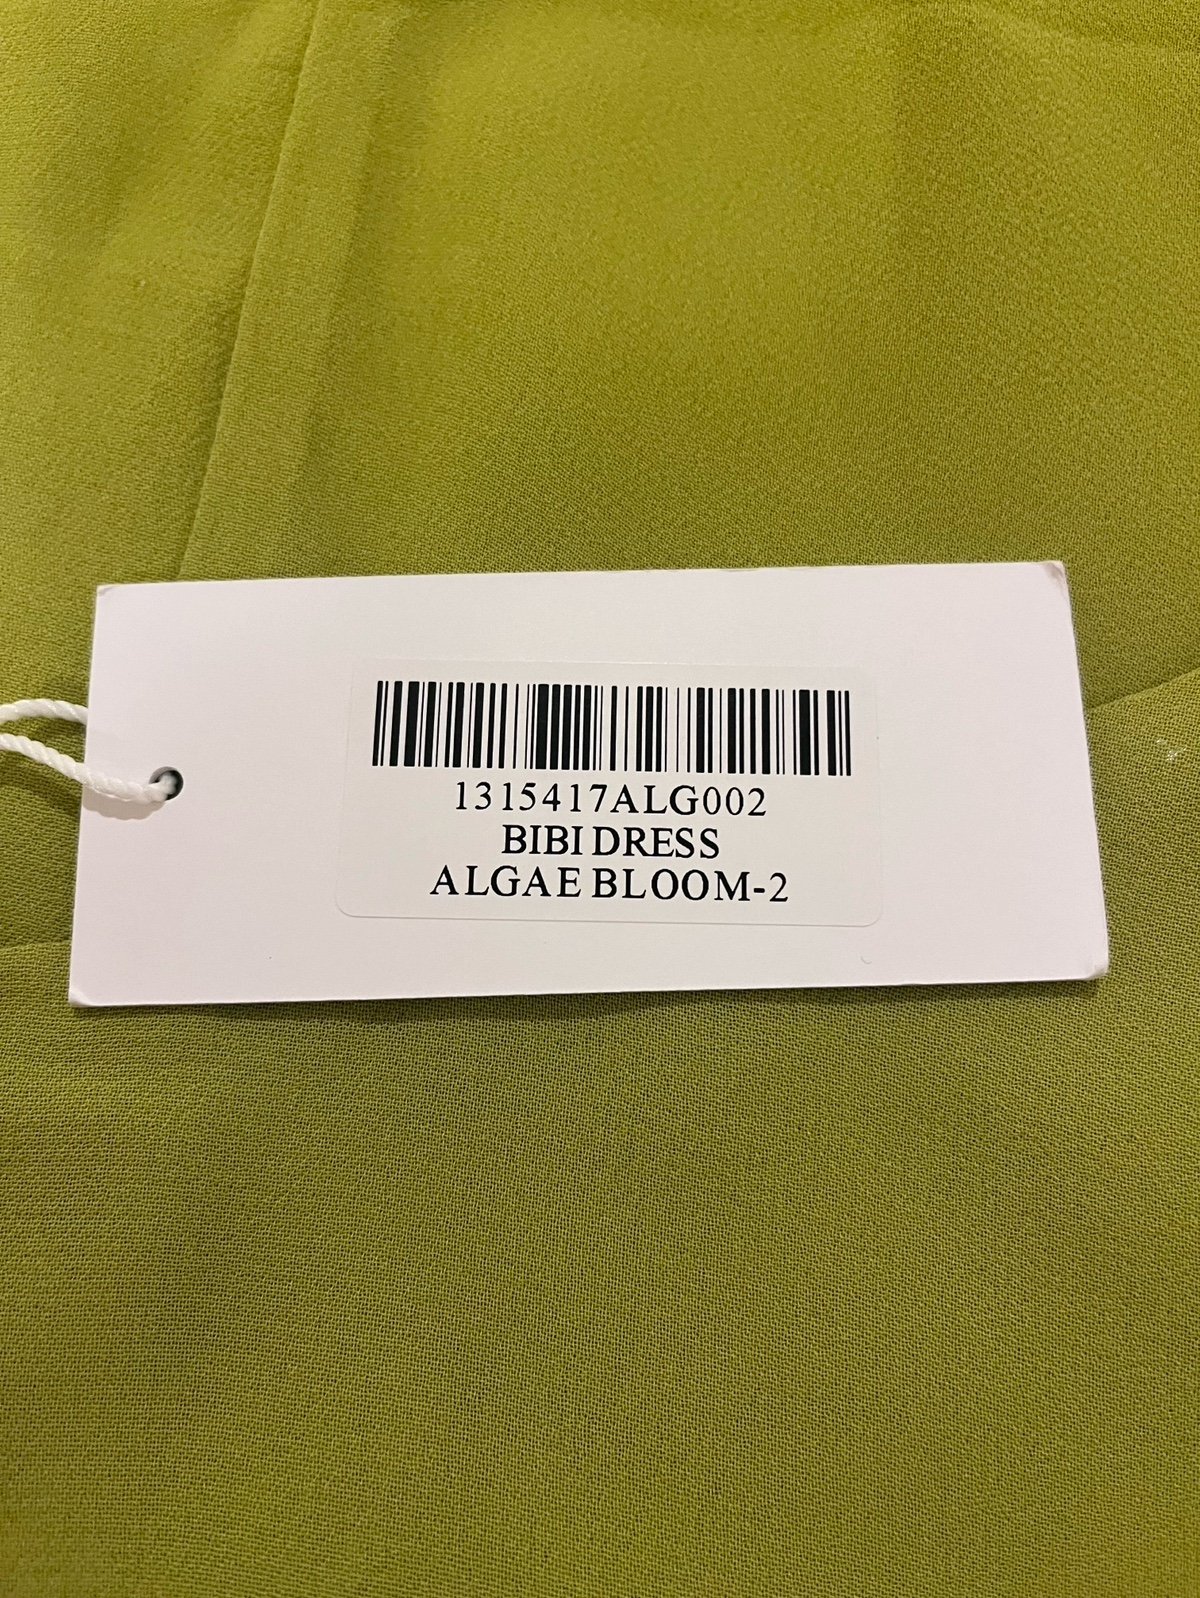 1315417ALG002
BIBI DRESS
ALGAE BLOOM-2